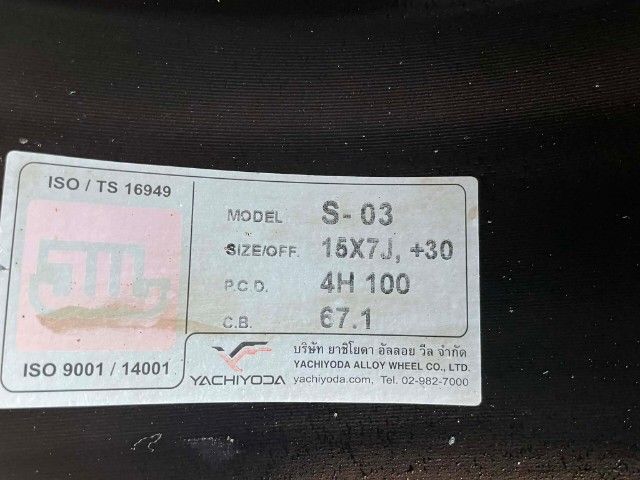 ISO / TS 16949
ISO 9001 / 14001
MODEL S-03
SIZE/OFF. 15X7J, +30
P.C.D. 4H 100
C.B. 67.1
YACHIYODA
บริษัท ยาชิโยดา อัลลอย วีล จำกัด
YACHIYODA ALLOY WHEEL CO., LTD.
yachiyoda.com, Tel. 02-982-7000